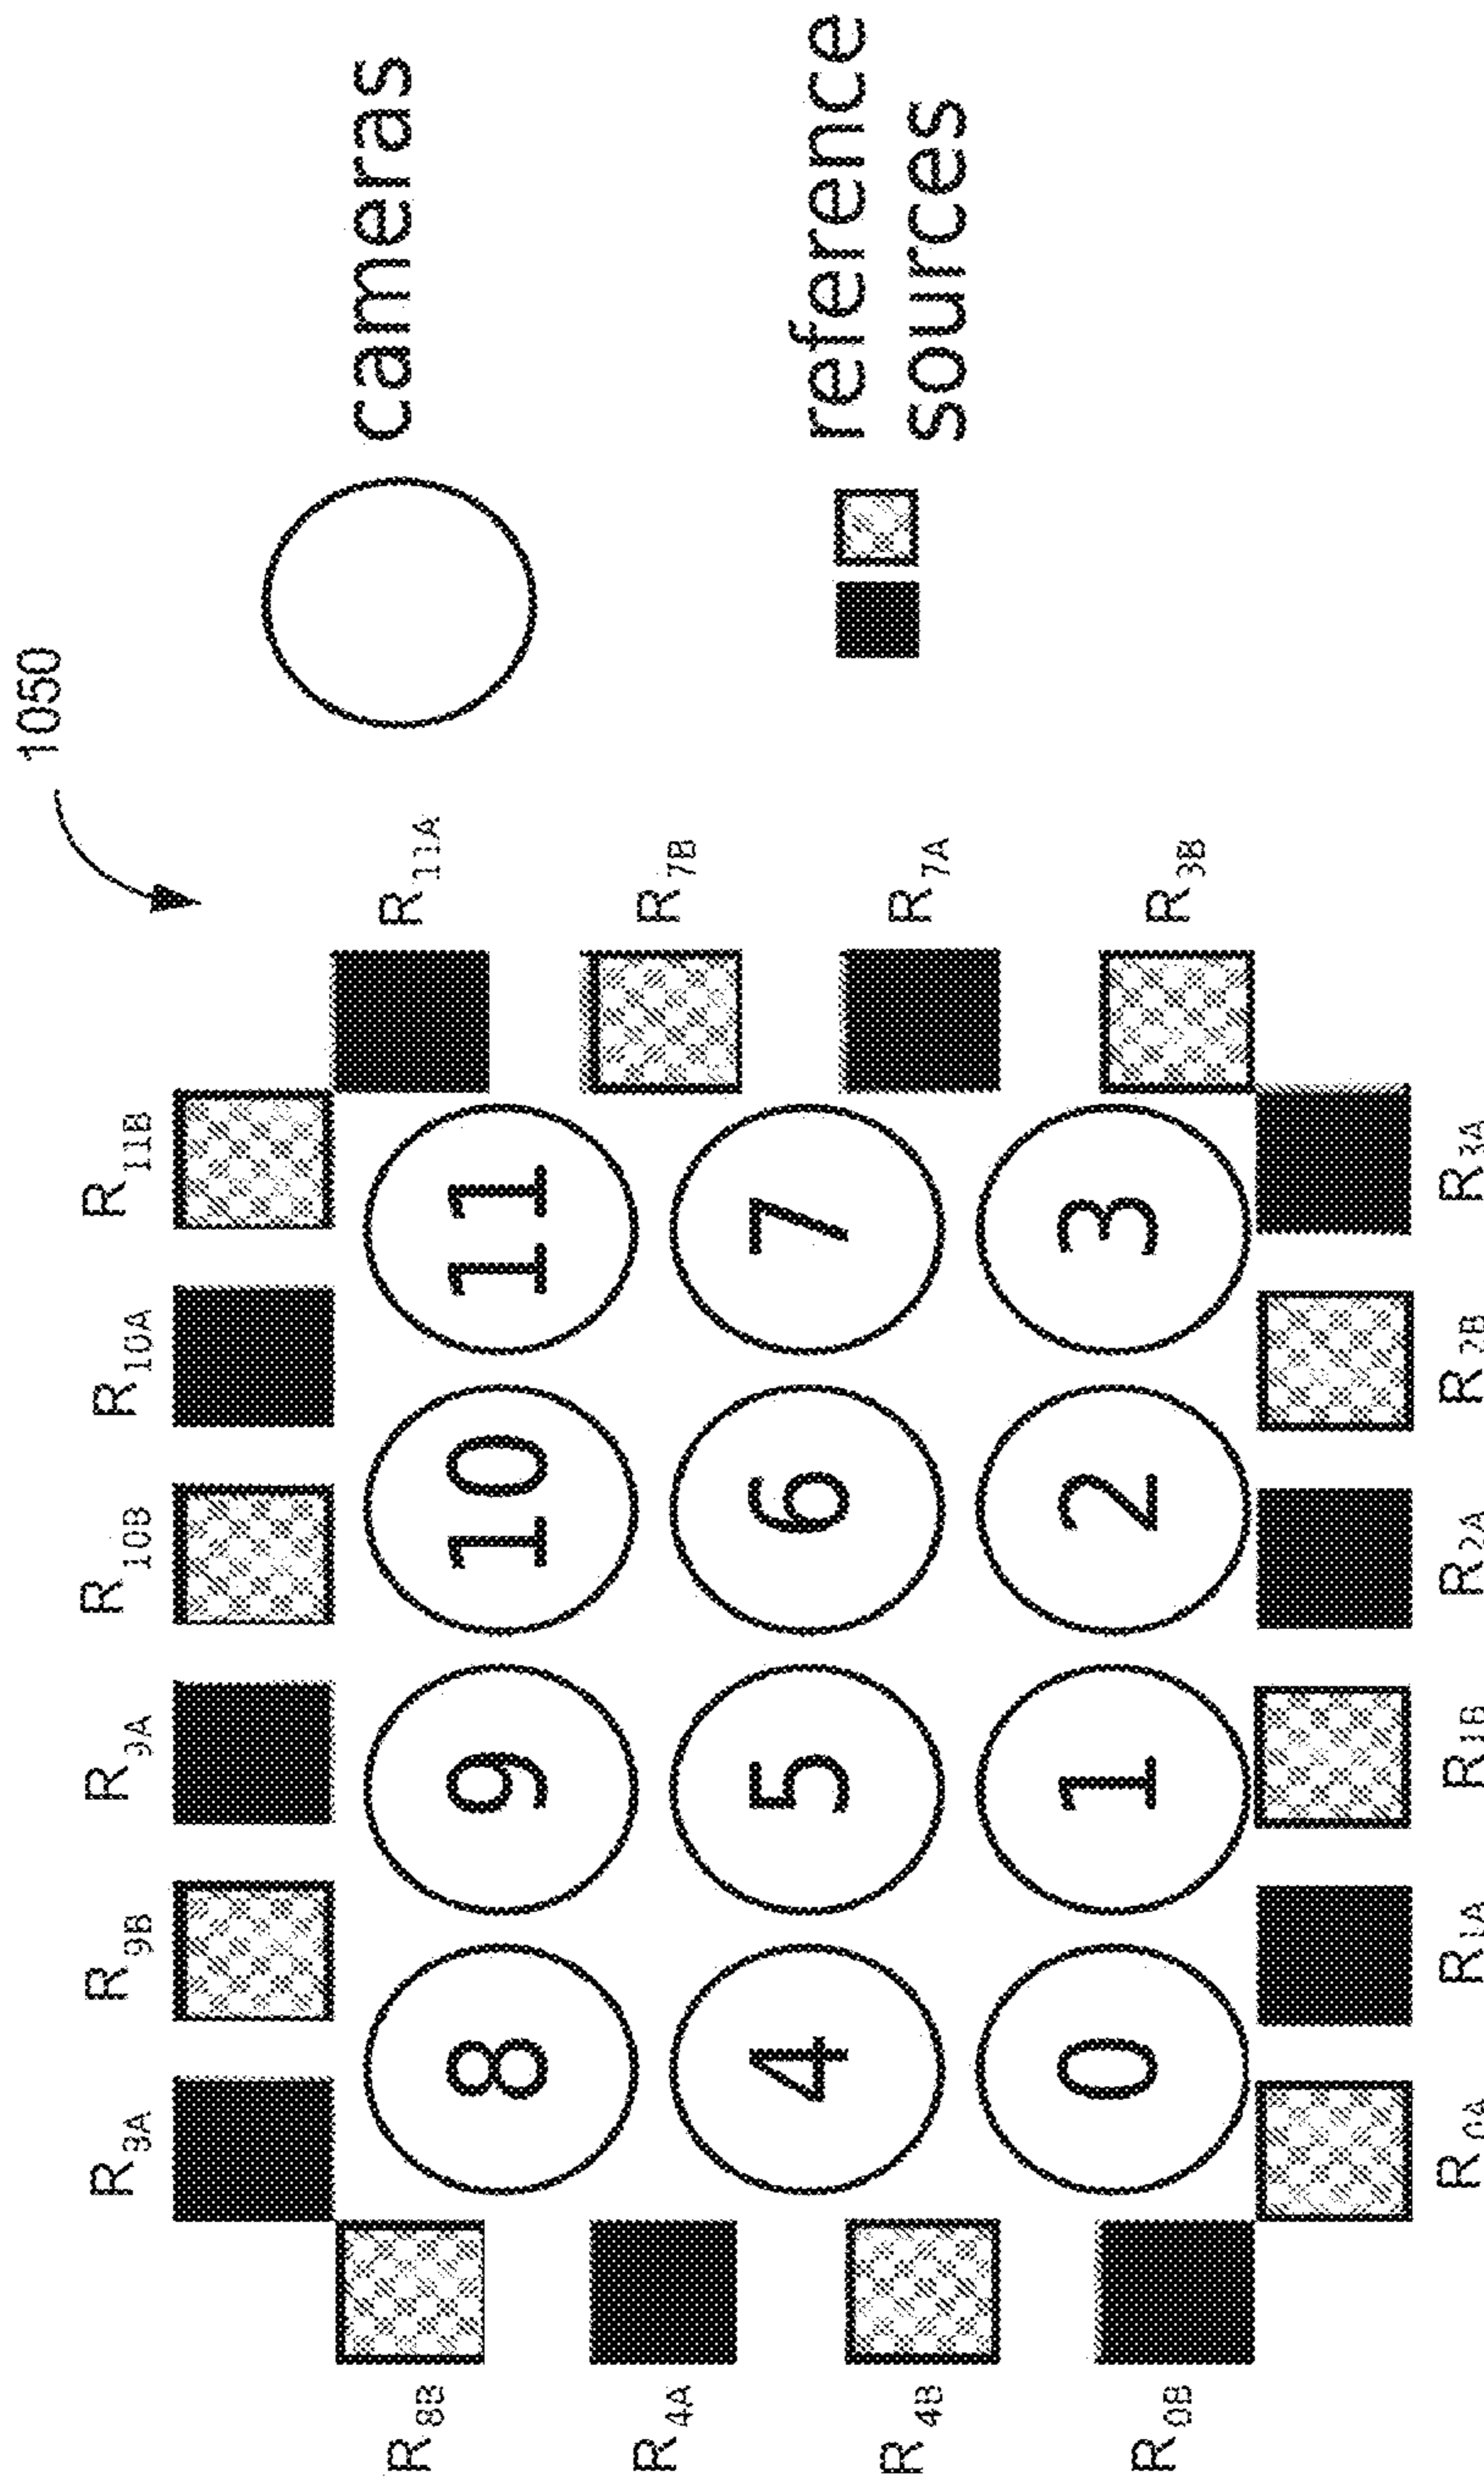 1050
R8A R9B R9A R10B R10A R11B
R8B R11A
cameras
8 9 10 11
R4A R7B
4 5 6 7
reference
sources
R4B R7A
0 1 2 3
R0B R3B
R0A R1A R1B R2A R2B R3A